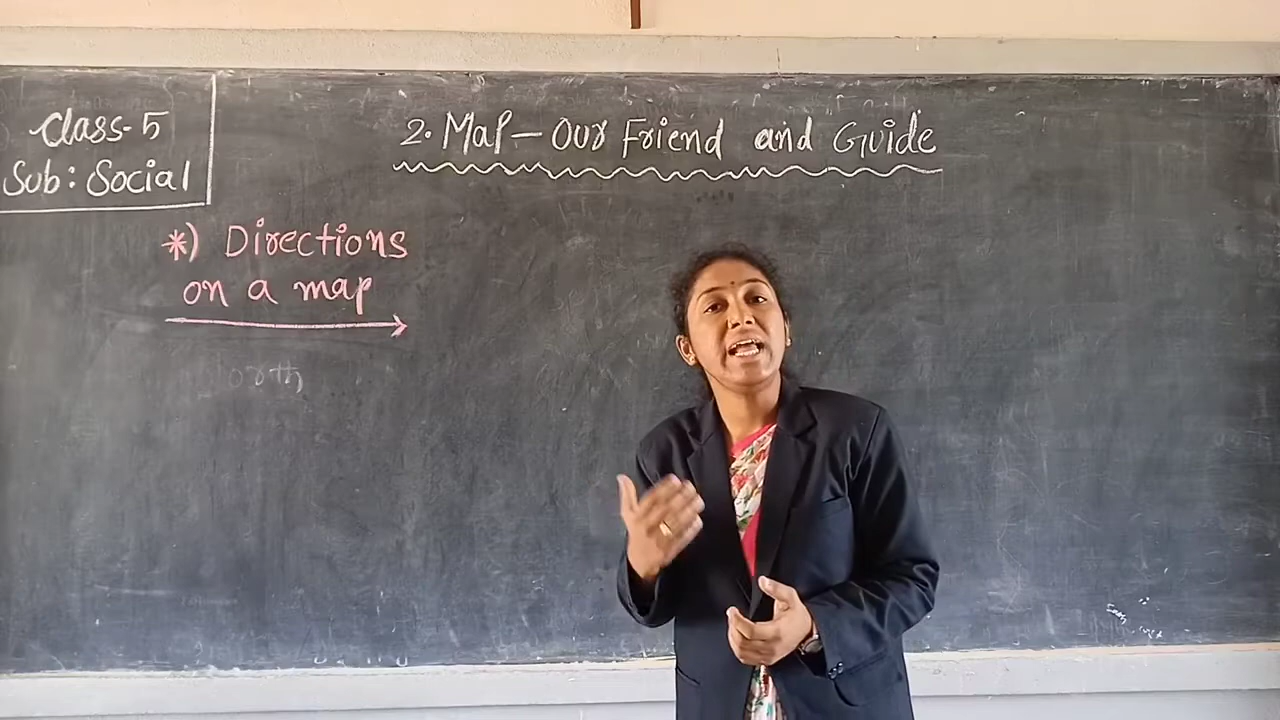 Class-5
Sub: Social
2. Map – Our Friend and Guide
*) Directions
on a map